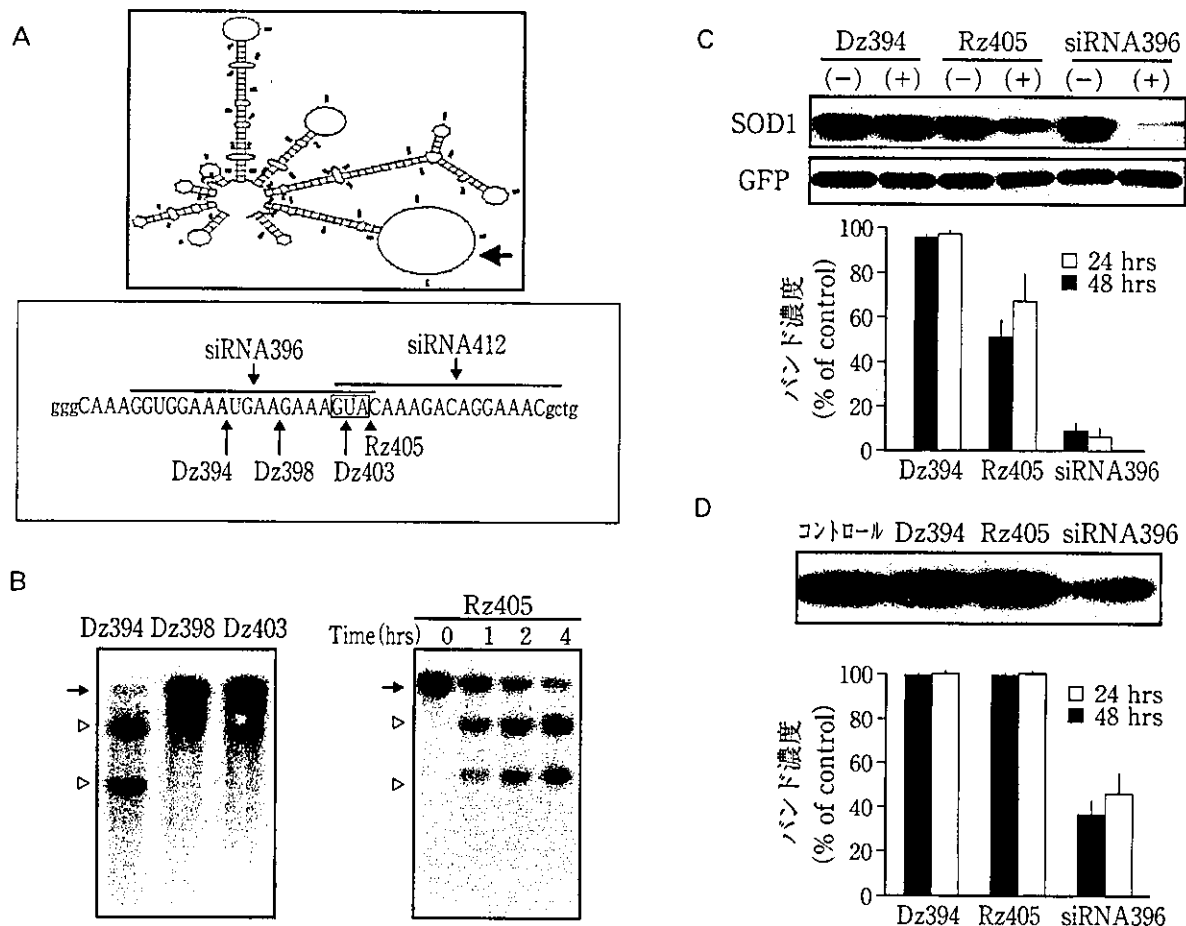 A
siRNA396
siRNA412
gggCAAAGGUGGAAAUGAAGAAAGUACAAAGACAGGAAACgctg
Rz405
Dz394
Dz398
Dz403
B
Dz394 Dz398 Dz403
Rz405
Time(hrs) 0 1 2 4
C
Dz394 Rz405 siRNA396
(-) (+) (-) (+) (-) (+)
SOD1
GFP
バンド濃度
(% of control)
100
80
60
40
20
0
24 hrs
48 hrs
Dz394 Rz405 siRNA396
D
コントロール Dz394 Rz405 siRNA396
バンド濃度
(% of control)
100
80
60
40
20
0
24 hrs
48 hrs
Dz394 Rz405 siRNA396